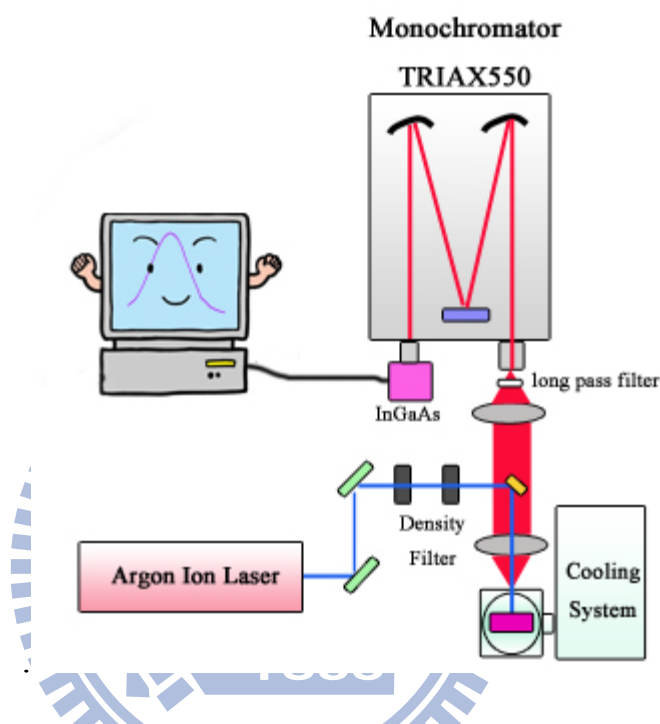 Monochromator
TRIAX550
long pass filter
InGaAs
Density
Filter
Argon Ion Laser
Cooling
System